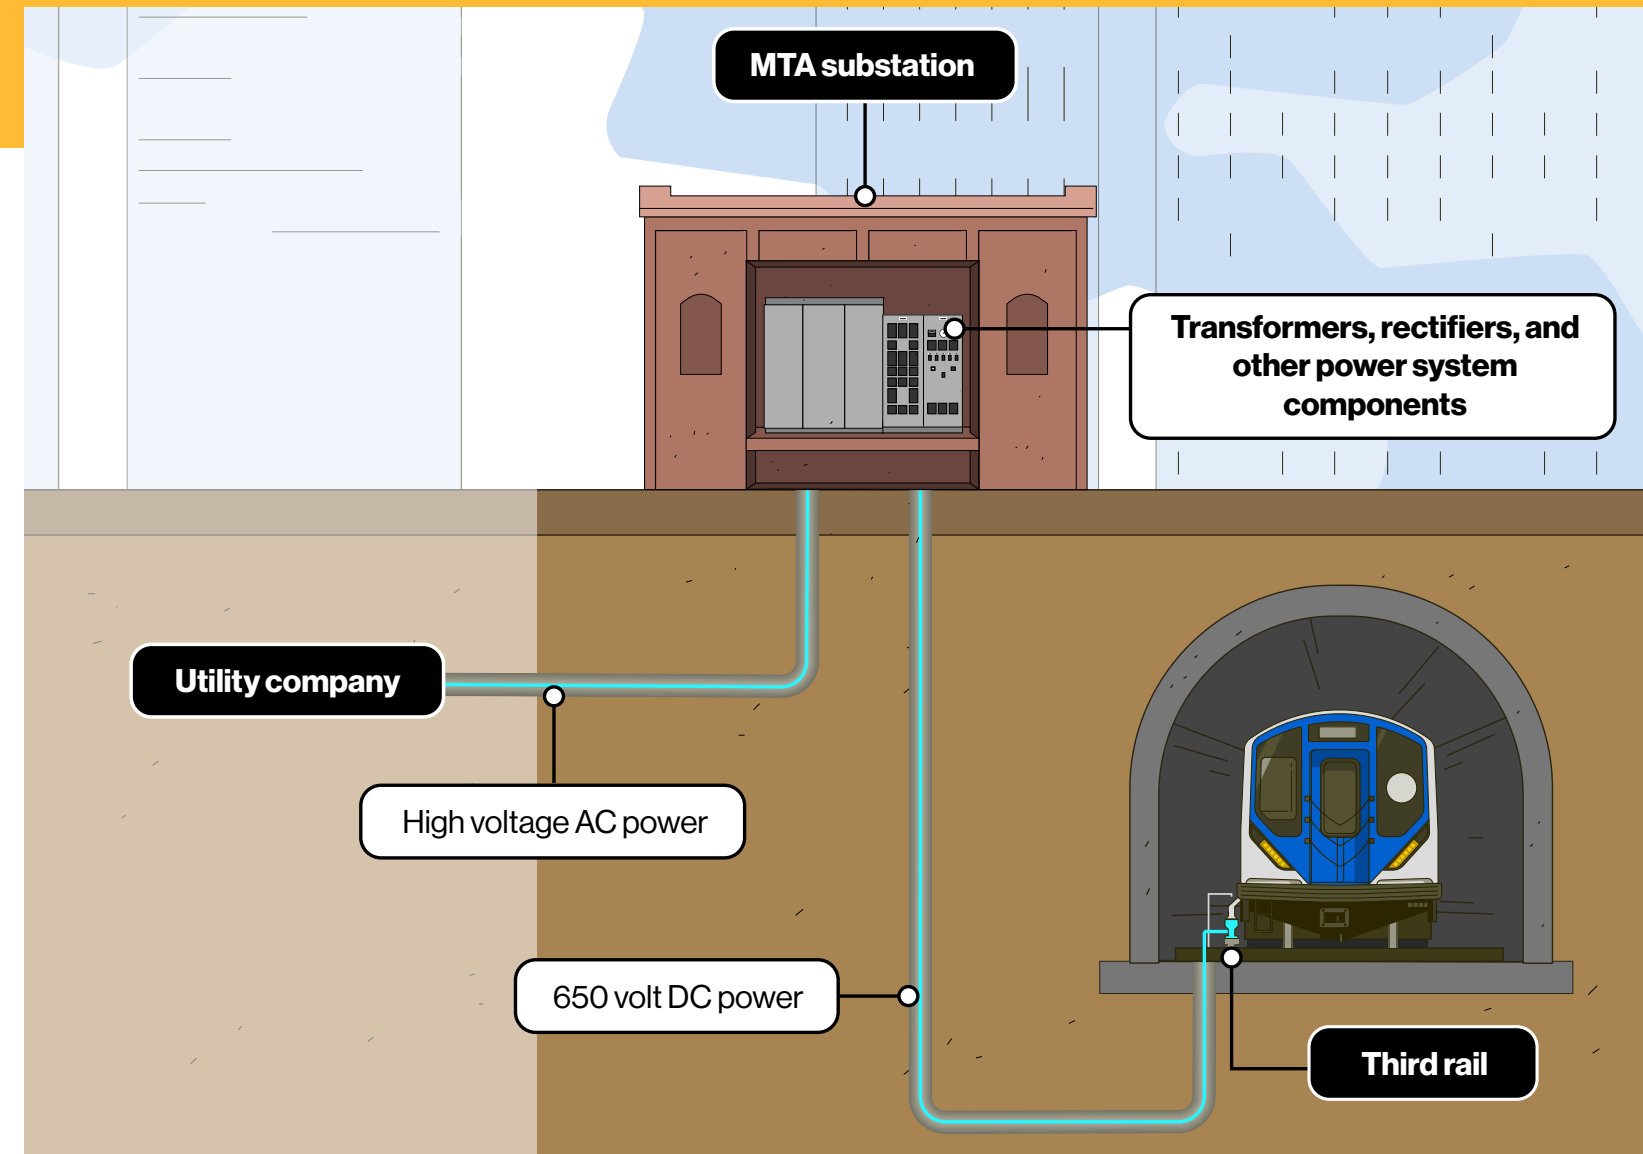 MTA substation
Transformers, rectifiers, and
other power system
components
Utility company
High voltage AC power
650 volt DC power
Third rail